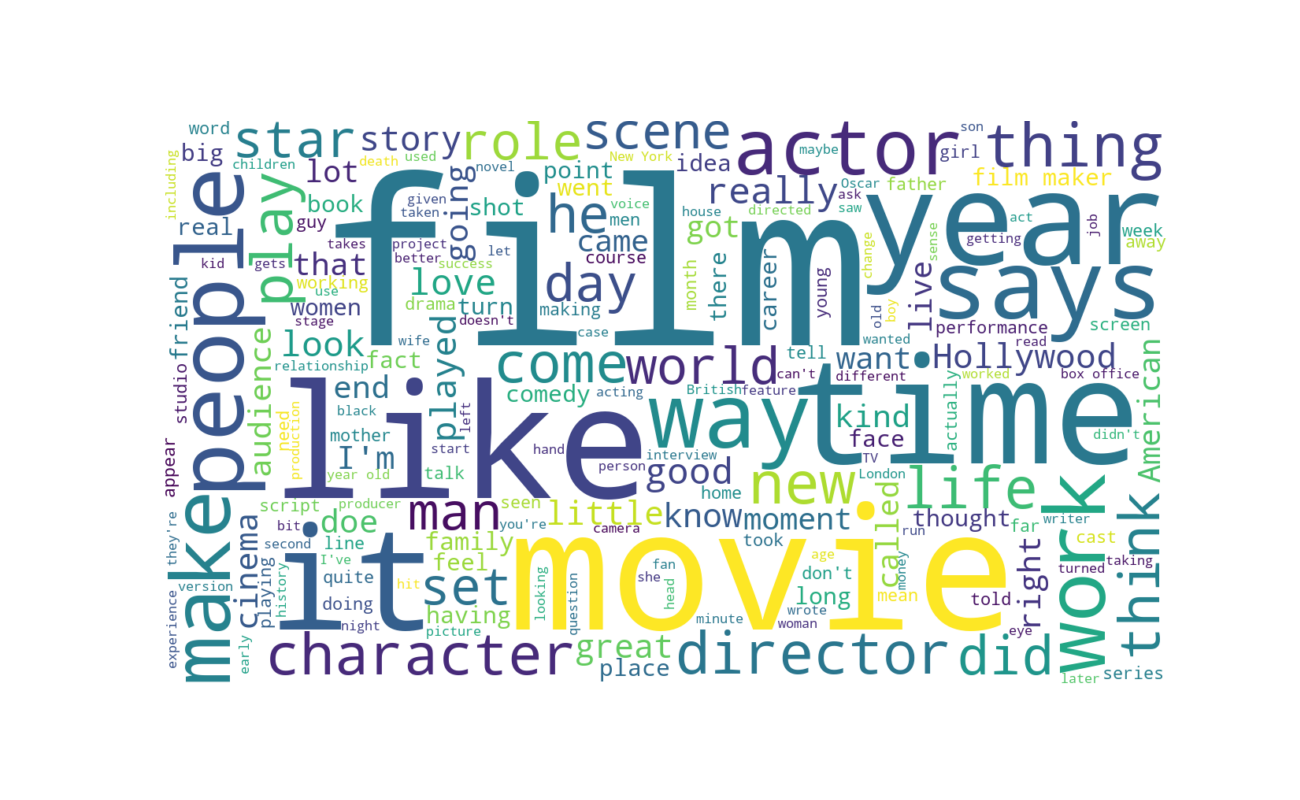 word
star
story
role
scene
actor
son
thing
big
children
death
used
New York
idea
maybe
girl
lot
novel
point
film maker
including
people
play
real
book
guy
given
taken
going
shot
went
he
voice
men
really
house
directed
Oscar
father
saw
ask
year
act
job
week
away
that
takes
project
better
let
came
course
got
there
sense
getting
kid
gets
working
success
love
day
month
career
young
change
live
says
use
women
drama
turn
making
film
old
boy
performance
screen
stage
doesn't
case
wanted
read
friend
studio
audience
look
wife
fact
played
come
world
tell
want
Hollywood
relationship
can't
different
worked
box office
American
end
comedy
acting
British
feature
way
time
actually
black
left
like
kind
didn't
mother
start
hand
interview
face
TV
need
production
I'm
talk
person
good
home
London
year old
appear
make
script
producer
man
seen
little
new
life
called
work
think
bit
doe
you're
camera
know
moment
thought
far
writer
they're
cinema
second
line
family
took
run
cast
I've
feel
it
set
movie
fan
she
head
age
don't
money
right
turned
taking
version
playing
history
quite
hit
looking
question
mean
told
doing
having
minute
wrote
long
experience
night
picture
woman
eye
early
character
great
place
director
did
later
series